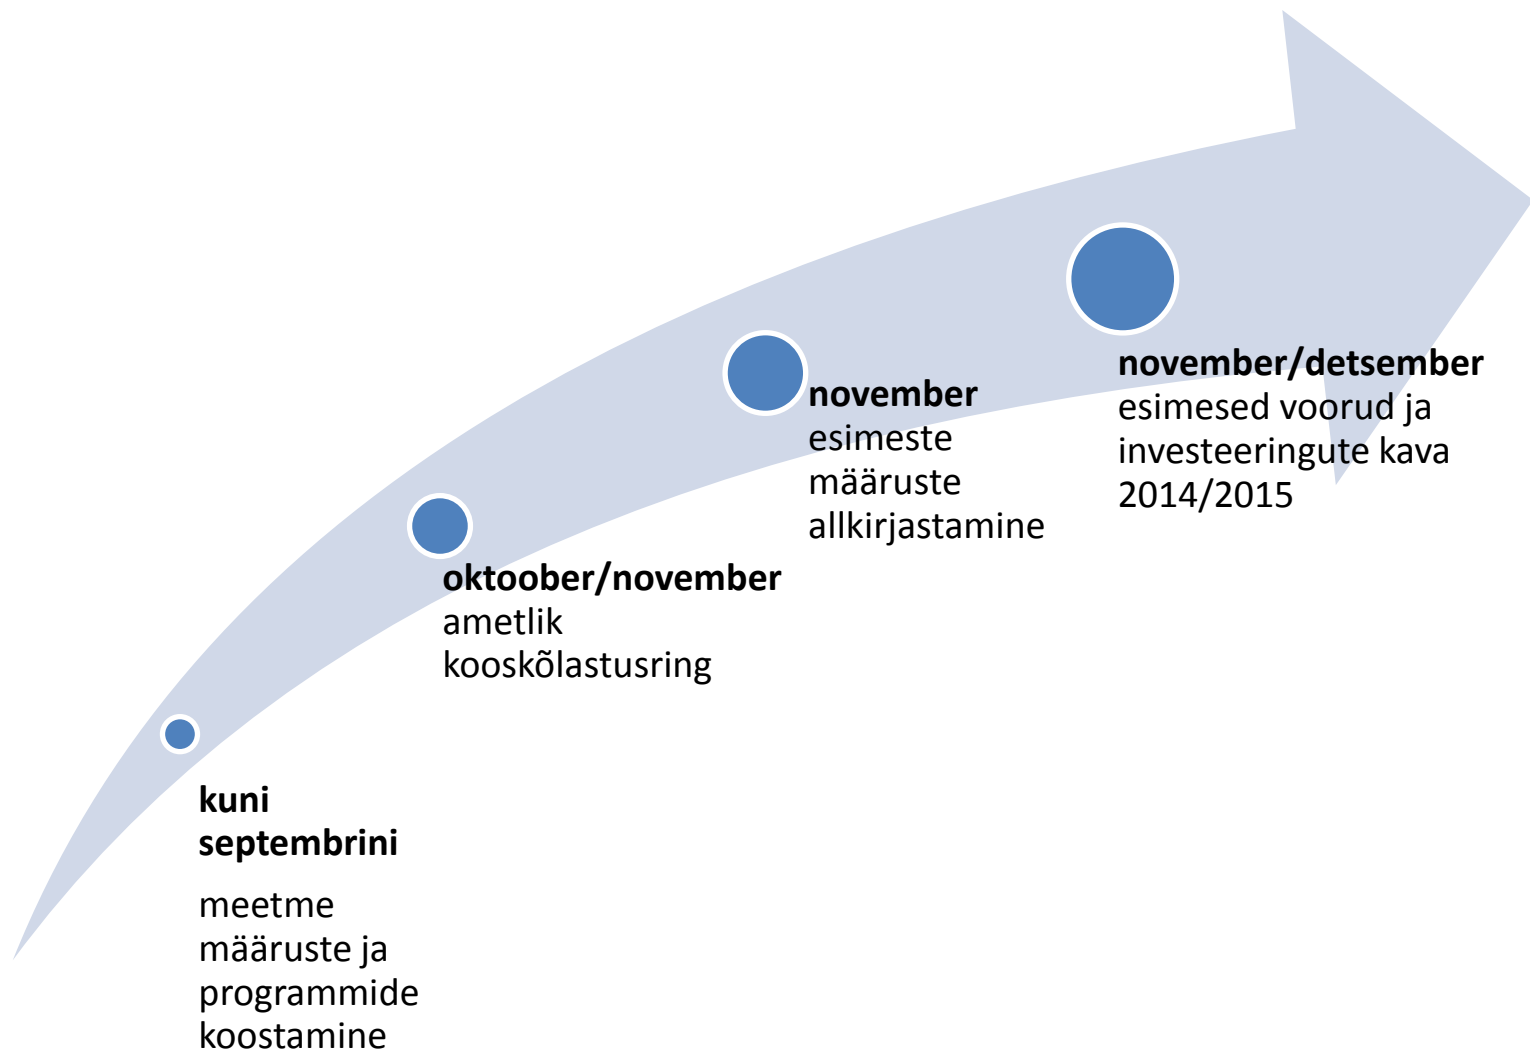 kuni
septembrini
meetme
määruste ja
programmide
koostamine
oktoober/november
ametlik
kooskõlastusring
november
esimeste
määruste
allkirjastamine
november/detsember
esimesed voorud ja
investeeringute kava
2014/2015